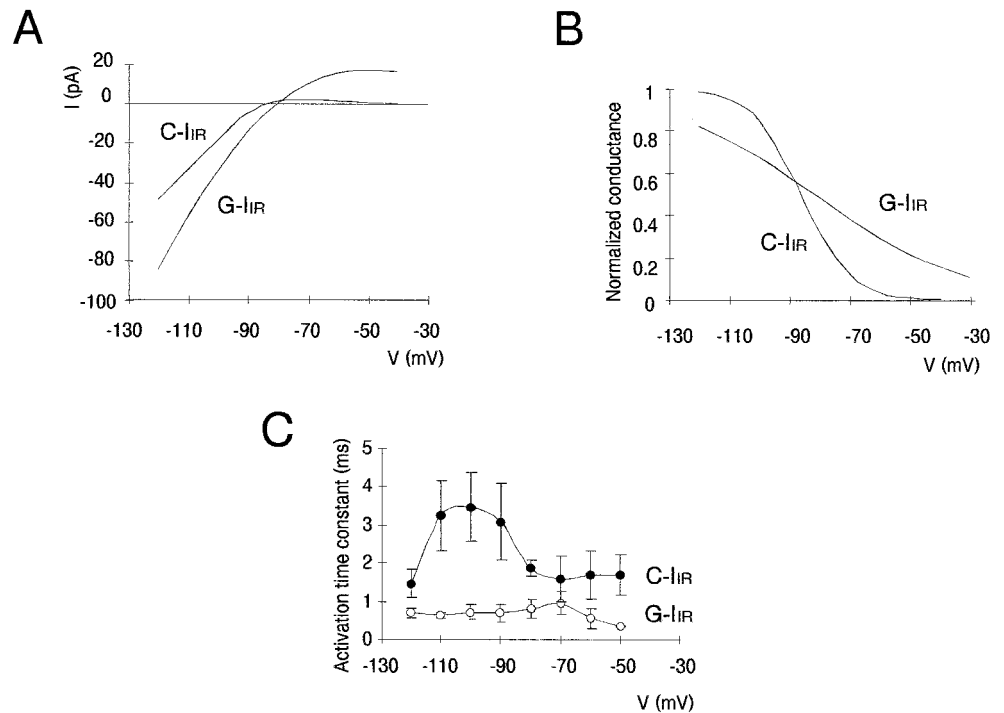 A
I (pA)
20
0
-20
-40
-60
-80
-100
C-IIR
G-IIR
-130 -110 -90 -70 -50 -30
V (mV)
B
Normalized conductance
1
0.8
0.6
0.4
0.2
0
G-IIR
C-IIR
-130 -110 -90 -70 -50 -30
V (mV)
C
Activation time constant (ms)
5
4
3
2
1
0
C-IIR
G-IIR
-130 -110 -90 -70 -50 -30
V (mV)